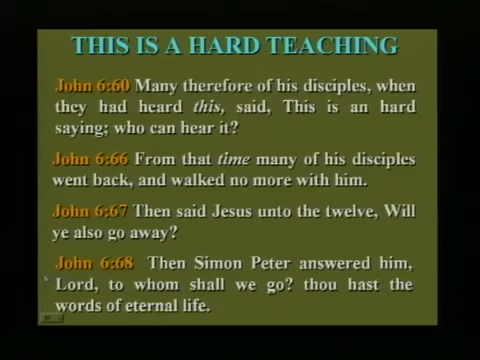 THIS IS A HARD TEACHING
John 6:60 Many therefore of his disciples, when
they had heard this, said, This is an hard
saying; who can hear it?
John 6:66 From that time many of his disciples
went back, and walked no more with him.
John 6:67 Then said Jesus unto the twelve, Will
ye also go away?
John 6:68 Then Simon Peter answered him,
Lord, to whom shall we go? thou hast the
words of eternal life.